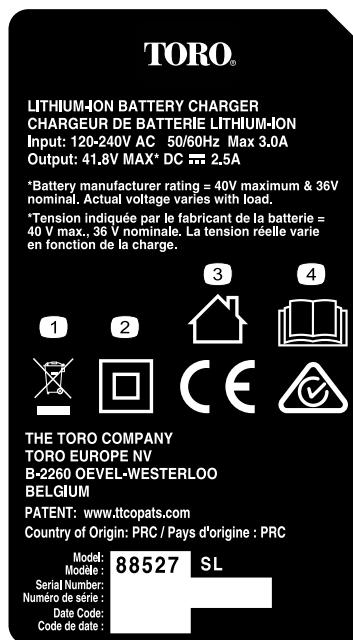 TORO®
LITHIUM-ION BATTERY CHARGER
CHARGEUR DE BATTERIE LITHIUM-ION
Input: 120-240V AC 50/60Hz Max 3.0A
Output: 41.8V MAX* DC ⎓ 2.5A
*Battery manufacturer rating = 40V maximum & 36V
nominal. Actual voltage varies with load.
*Tension indiquée par le fabricant de la batterie =
40 V max., 36 V nominale. La tension réelle varie
en fonction de la charge.
3 4
1 2
CE
THE TORO COMPANY
TORO EUROPE NV
B-2260 OEVEL-WESTERLOO
BELGIUM
PATENT: www.ttcopats.com
Country of Origin: PRC / Pays d'origine : PRC
Model: 88527 SL
Modèle :
Serial Number:
Numéro de série :
Date Code:
Code de date :